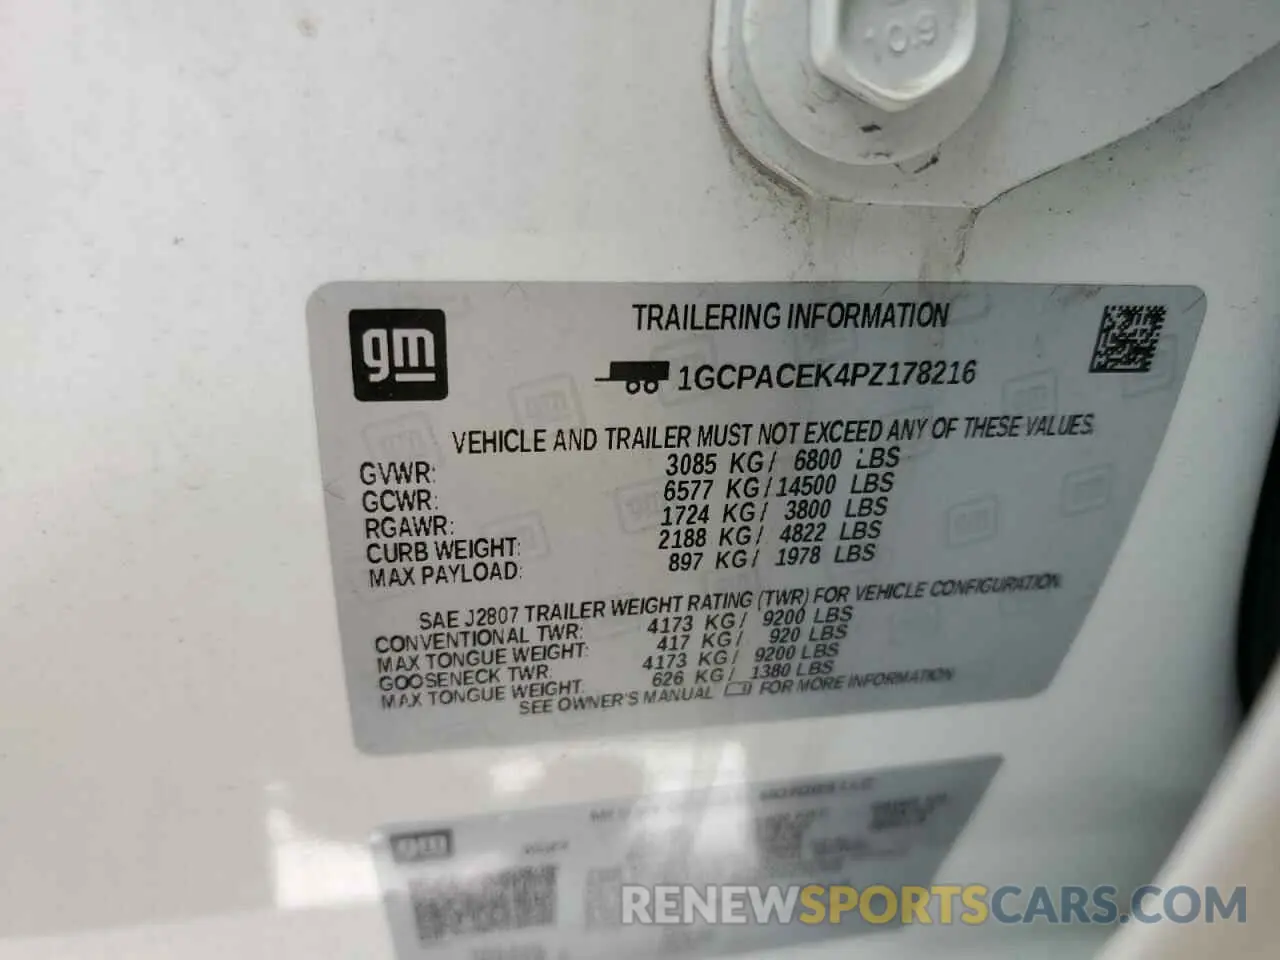 10.9
gm
TRAILERING INFORMATION
1GCPACEK4PZ178216
VEHICLE AND TRAILER MUST NOT EXCEED ANY OF THESE VALUES.
GVWR: 3085 KG/ 6800 LBS
GCWR: 6577 KG/14500 LBS
RGAWR: 1724 KG/ 3800 LBS
CURB WEIGHT: 2188 KG/ 4822 LBS
MAX PAYLOAD: 897 KG/ 1978 LBS
SAE J2807 TRAILER WEIGHT RATING (TWR) FOR VEHICLE CONFIGURATION.
CONVENTIONAL TWR: 4173 KG/ 9200 LBS
MAX TONGUE WEIGHT: 417 KG/ 920 LBS
GOOSENECK TWR: 4173 KG/ 9200 LBS
MAX TONGUE WEIGHT. 626 KG/ 1380 LBS
SEE OWNER'S MANUAL FOR MORE INFORMATION
gm
RENEWSPORTSCARS.COM